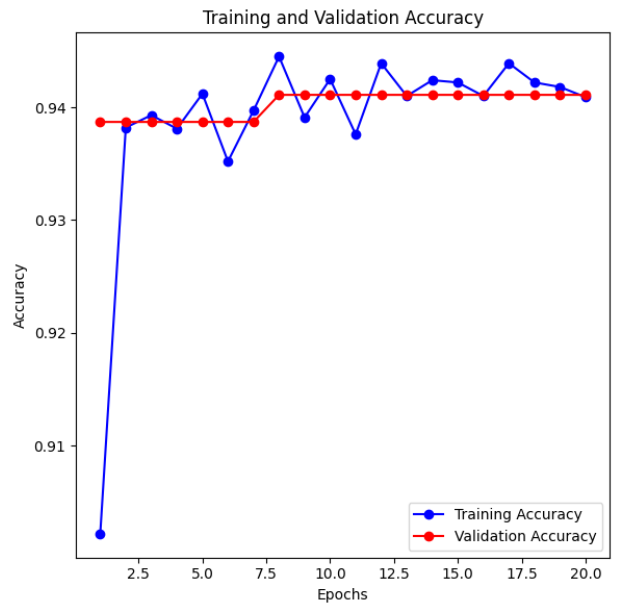 Training and Validation Accuracy
Accuracy
0.94
0.93
0.92
0.91
Training Accuracy
Validation Accuracy
2.5 5.0 7.5 10.0 12.5 15.0 17.5 20.0
Epochs